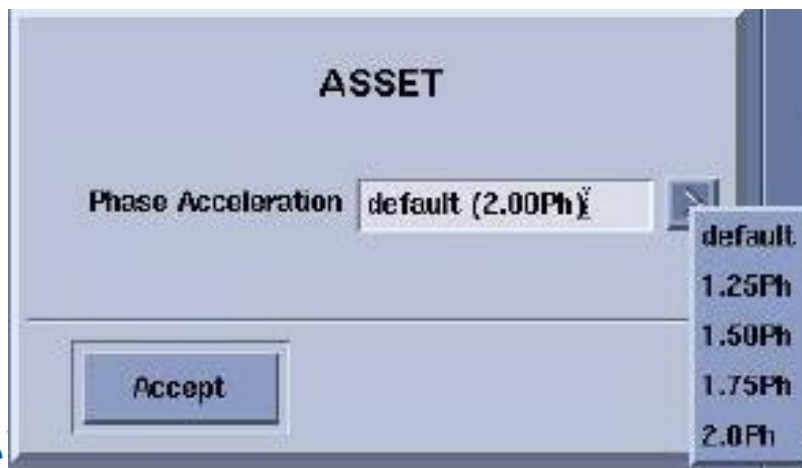 ASSET
Phase Acceleration default (2.00Ph)
default
1.25Ph
1.50Ph
1.75Ph
2.0Ph
Accept